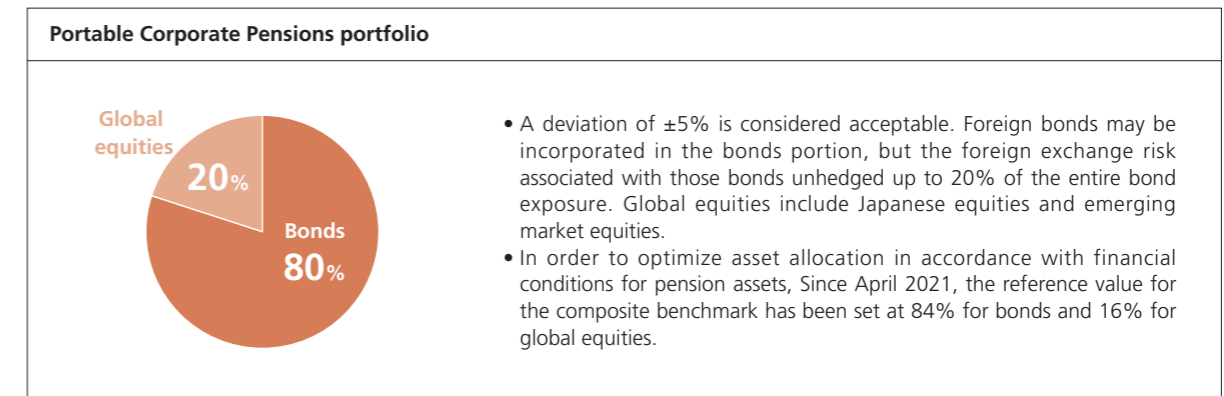 Portable Corporate Pensions portfolio
Global
equities
20%
Bonds
80%
• A deviation of ±5% is considered acceptable. Foreign bonds may be
incorporated in the bonds portion, but the foreign exchange risk
associated with those bonds unhedged up to 20% of the entire bond
exposure. Global equities include Japanese equities and emerging
market equities.
• In order to optimize asset allocation in accordance with financial
conditions for pension assets, Since April 2021, the reference value for
the composite benchmark has been set at 84% for bonds and 16% for
global equities.